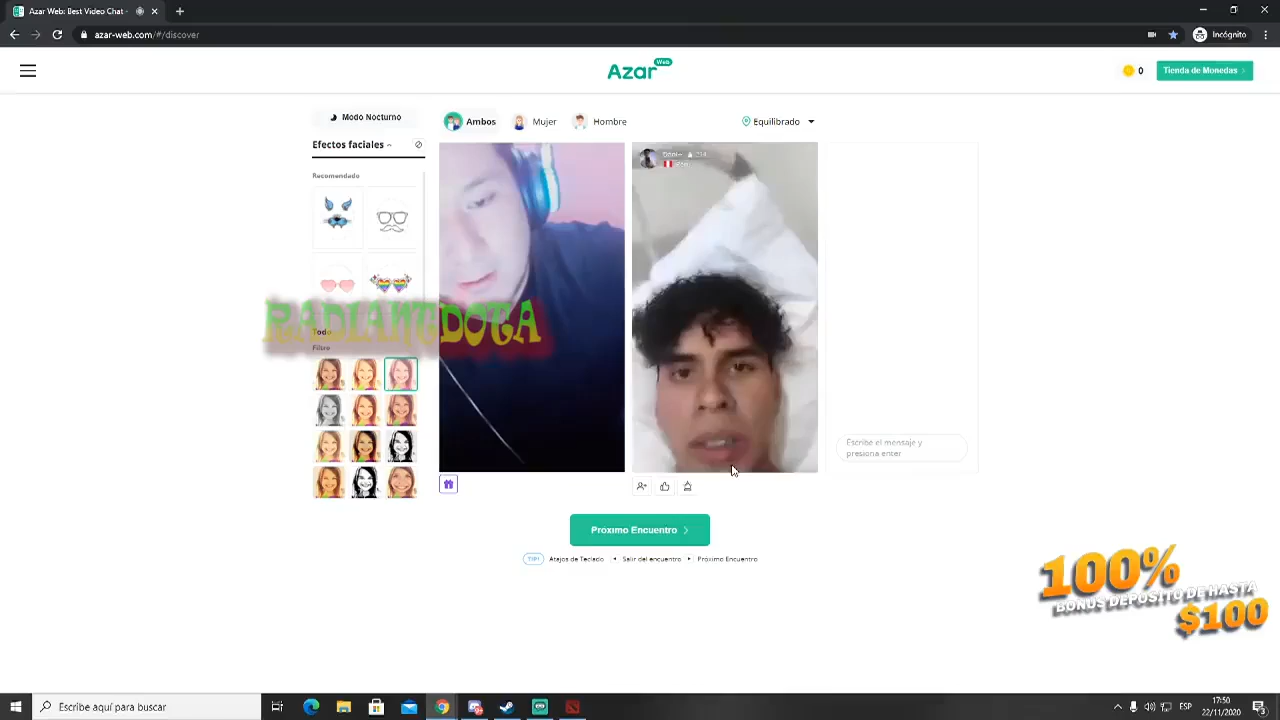 Azar Web: Best Video Chat -
azar-web.com/#/discover
Incógnito
Azar Web
0
Tienda de Monedas
Modo Nocturno
Ambos
Mujer
Hombre
Equilibrado
Efectos faciales
Recomendado
RADIANTDOTA
Todo
Filtro
Escribe el mensaje y
presiona enter
Próximo Encuentro
TIP!
Atajos de Teclado
Salir del encuentro
Próximo Encuentro
100%
BONUS DEPOSITO DE HASTA
$100
Escribe aquí para buscar
ESP
17:50
22/11/2020